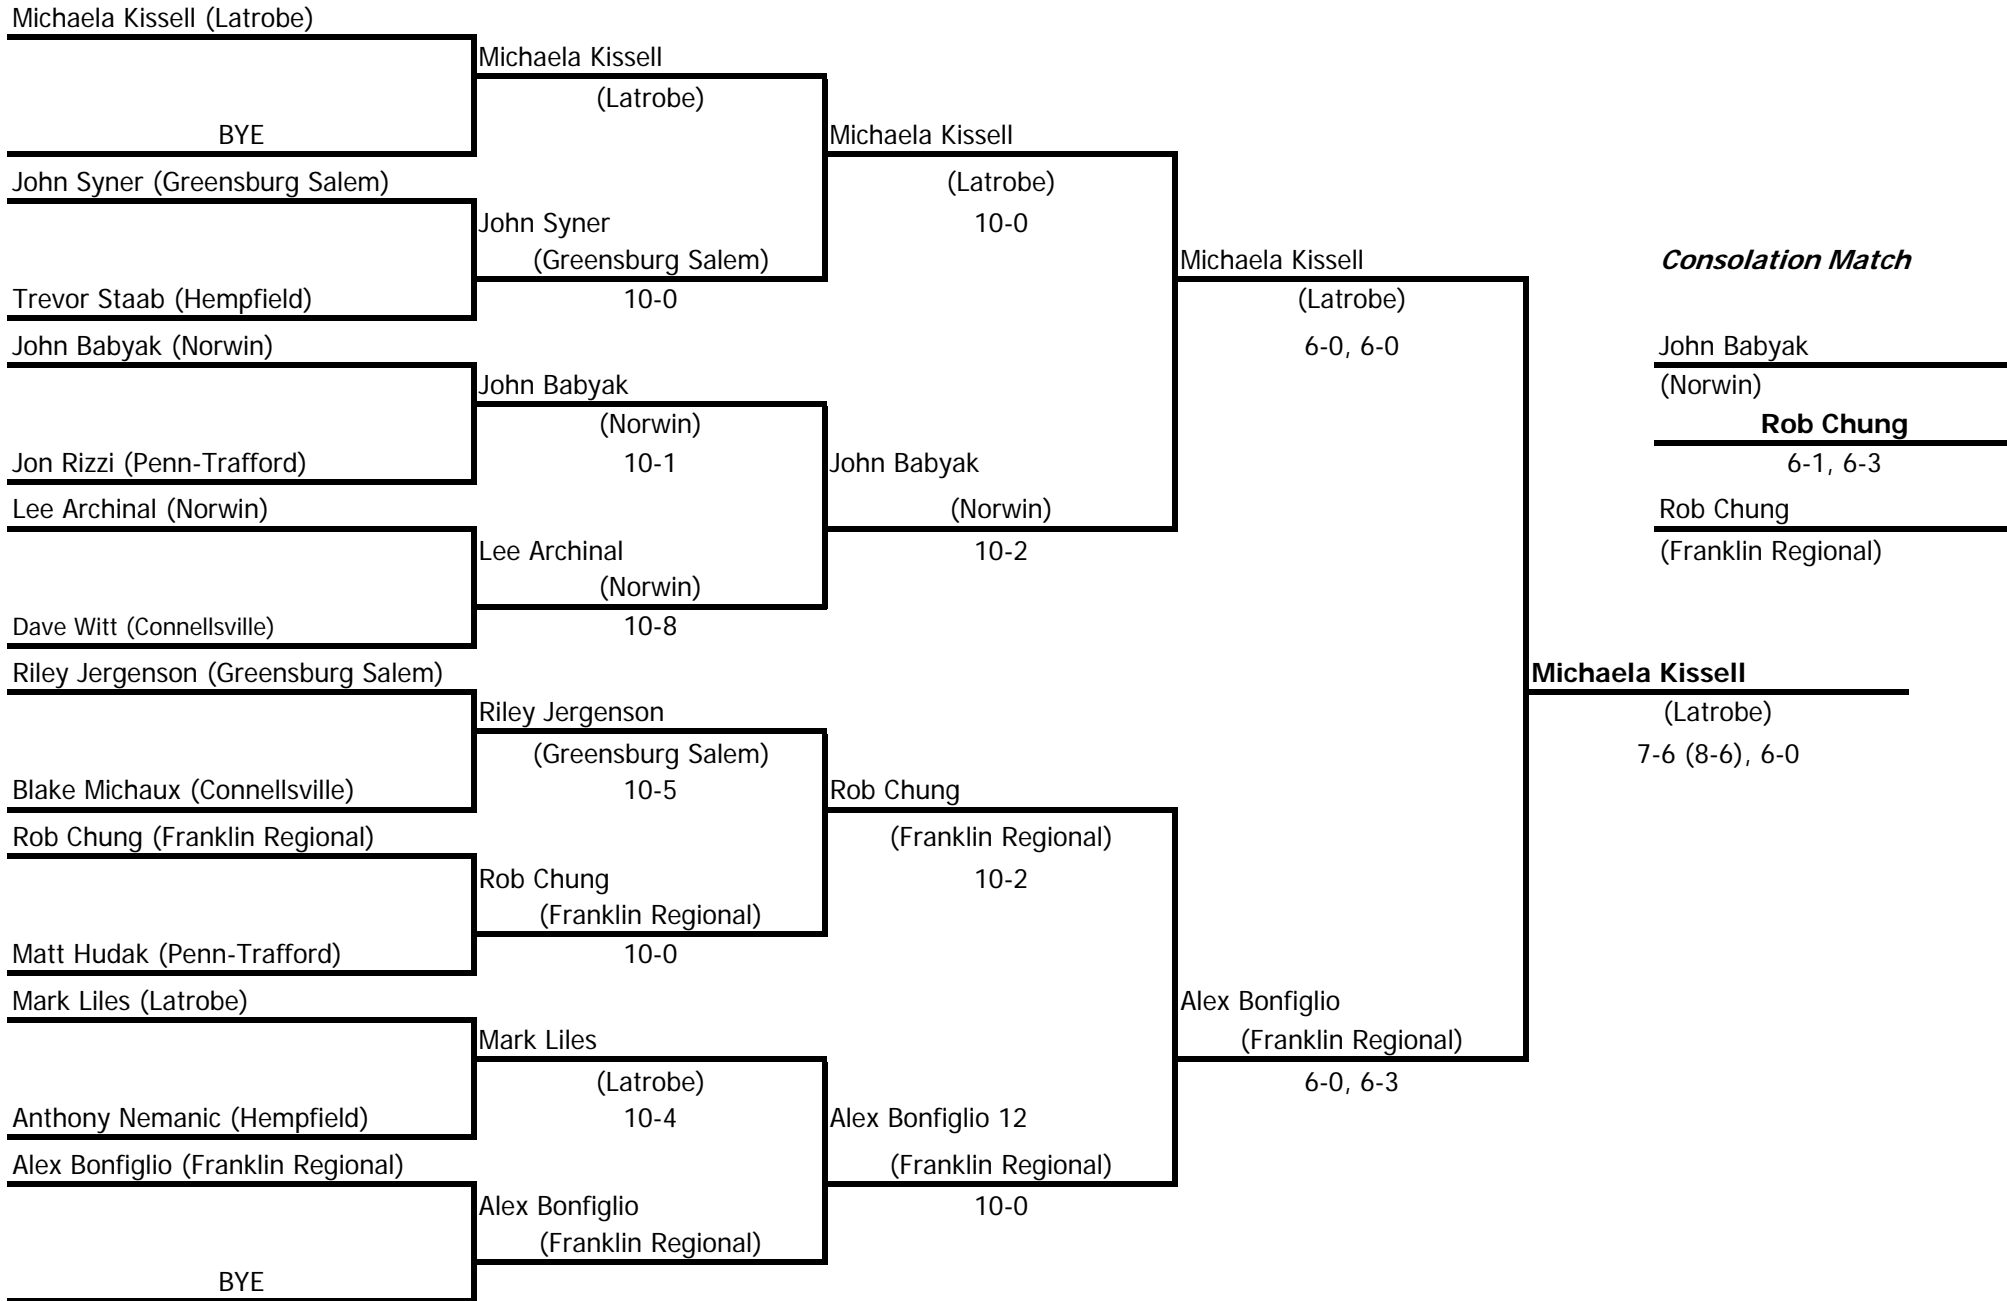 Michaela Kissell (Latrobe)
Michaela Kissell
(Latrobe)
BYE
Michaela Kissell
John Syner (Greensburg Salem)
(Latrobe)
John Syner
10-0
(Greensburg Salem)
Michaela Kissell
Consolation Match
Trevor Staab (Hempfield)
10-0
(Latrobe)
John Babyak (Norwin)
6-0, 6-0
John Babyak
John Babyak
(Norwin)
(Norwin)
Rob Chung
Jon Rizzi (Penn-Trafford)
10-1
John Babyak
6-1, 6-3
Lee Archinal (Norwin)
(Norwin)
Rob Chung
Lee Archinal
10-2
(Franklin Regional)
(Norwin)
Dave Witt (Connellsville)
10-8
Riley Jergenson (Greensburg Salem)
Michaela Kissell
Riley Jergenson
(Latrobe)
(Greensburg Salem)
7-6 (8-6), 6-0
Blake Michaux (Connellsville)
10-5
Rob Chung
Rob Chung (Franklin Regional)
(Franklin Regional)
Rob Chung
10-2
(Franklin Regional)
Matt Hudak (Penn-Trafford)
10-0
Mark Liles (Latrobe)
Alex Bonfiglio
Mark Liles
(Franklin Regional)
(Latrobe)
6-0, 6-3
Anthony Nemanic (Hempfield)
10-4
Alex Bonfiglio 12
Alex Bonfiglio (Franklin Regional)
(Franklin Regional)
Alex Bonfiglio
10-0
(Franklin Regional)
BYE